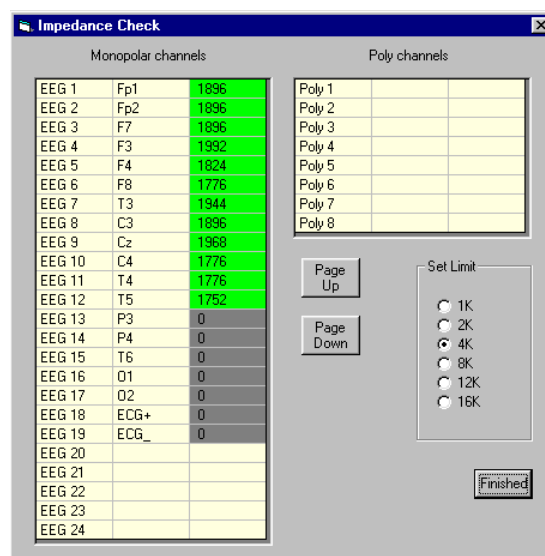 Impedance Check
Monopolar channels
EEG 1 Fp1 1896
EEG 2 Fp2 1896
EEG 3 F7 1896
EEG 4 F3 1992
EEG 5 F4 1824
EEG 6 F8 1776
EEG 7 T3 1944
EEG 8 C3 1896
EEG 9 Cz 1968
EEG 10 C4 1776
EEG 11 T4 1776
EEG 12 T5 1752
EEG 13 P3 0
EEG 14 P4 0
EEG 15 T6 0
EEG 16 O1 0
EEG 17 O2 0
EEG 18 ECG+ 0
EEG 19 ECG_ 0
EEG 20
EEG 21
EEG 22
EEG 23
EEG 24
Poly channels
Poly 1
Poly 2
Poly 3
Poly 4
Poly 5
Poly 6
Poly 7
Poly 8
Page
Up
Page
Down
Set Limit
1K
2K
4K
8K
12K
16K
Finished